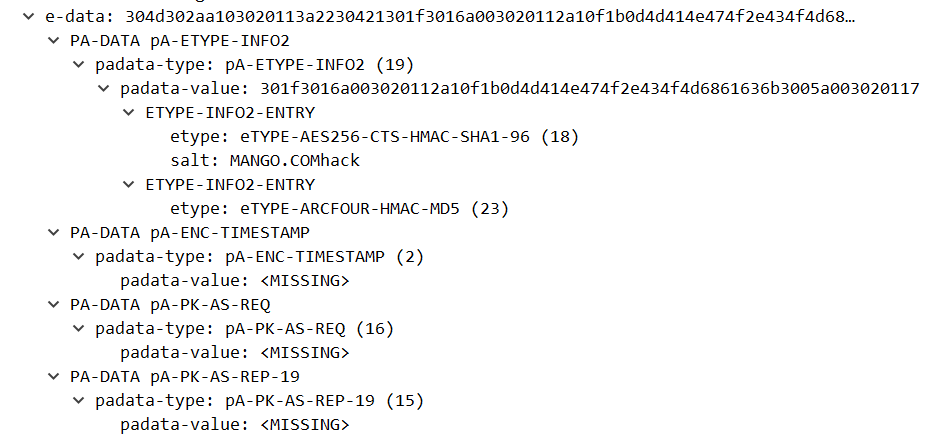 e-data: 304d302aa103020113a2230421301f3016a003020112a10f1b0d4d414e474f2e434f4d68…
PA-DATA pA-ETYPE-INFO2
padata-type: pA-ETYPE-INFO2 (19)
padata-value: 301f3016a003020112a10f1b0d4d414e474f2e434f4d6861636b3005a003020117
ETYPE-INFO2-ENTRY
etype: eTYPE-AES256-CTS-HMAC-SHA1-96 (18)
salt: MANGO.COMhack
ETYPE-INFO2-ENTRY
etype: eTYPE-ARCFOUR-HMAC-MD5 (23)
PA-DATA pA-ENC-TIMESTAMP
padata-type: pA-ENC-TIMESTAMP (2)
padata-value: <MISSING>
PA-DATA pA-PK-AS-REQ
padata-type: pA-PK-AS-REQ (16)
padata-value: <MISSING>
PA-DATA pA-PK-AS-REP-19
padata-type: pA-PK-AS-REP-19 (15)
padata-value: <MISSING>